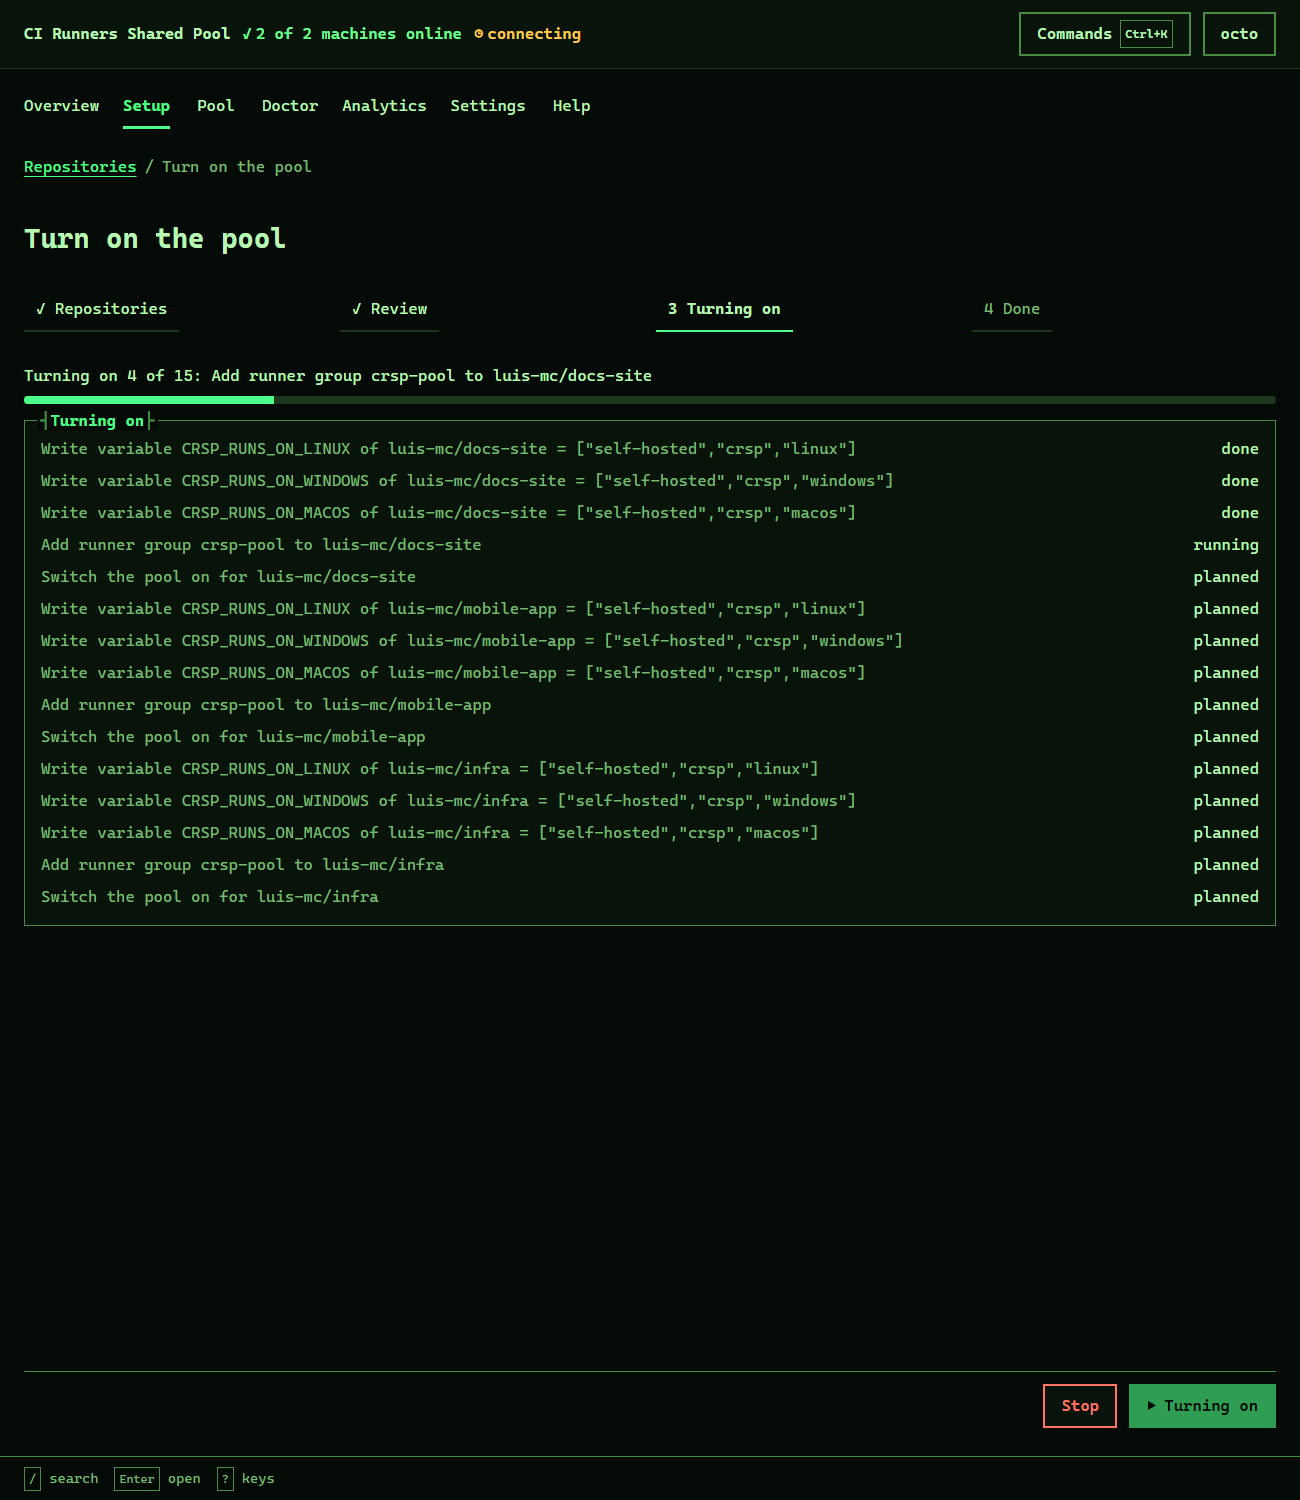 CI Runners Shared Pool ✓ 2 of 2 machines online connecting
Commands Ctrl+K octo
Overview Setup Pool Doctor Analytics Settings Help
Repositories / Turn on the pool
Turn on the pool
✓ Repositories ✓ Review 3 Turning on 4 Done
Turning on 4 of 15: Add runner group crsp-pool to luis-mc/docs-site
Turning on
Write variable CRSP_RUNS_ON_LINUX of luis-mc/docs-site = ["self-hosted","crsp","linux"] done
Write variable CRSP_RUNS_ON_WINDOWS of luis-mc/docs-site = ["self-hosted","crsp","windows"] done
Write variable CRSP_RUNS_ON_MACOS of luis-mc/docs-site = ["self-hosted","crsp","macos"] done
Add runner group crsp-pool to luis-mc/docs-site running
Switch the pool on for luis-mc/docs-site planned
Write variable CRSP_RUNS_ON_LINUX of luis-mc/mobile-app = ["self-hosted","crsp","linux"] planned
Write variable CRSP_RUNS_ON_WINDOWS of luis-mc/mobile-app = ["self-hosted","crsp","windows"] planned
Write variable CRSP_RUNS_ON_MACOS of luis-mc/mobile-app = ["self-hosted","crsp","macos"] planned
Add runner group crsp-pool to luis-mc/mobile-app planned
Switch the pool on for luis-mc/mobile-app planned
Write variable CRSP_RUNS_ON_LINUX of luis-mc/infra = ["self-hosted","crsp","linux"] planned
Write variable CRSP_RUNS_ON_WINDOWS of luis-mc/infra = ["self-hosted","crsp","windows"] planned
Write variable CRSP_RUNS_ON_MACOS of luis-mc/infra = ["self-hosted","crsp","macos"] planned
Add runner group crsp-pool to luis-mc/infra planned
Switch the pool on for luis-mc/infra planned
Stop ▶ Turning on
/ search Enter open ? keys